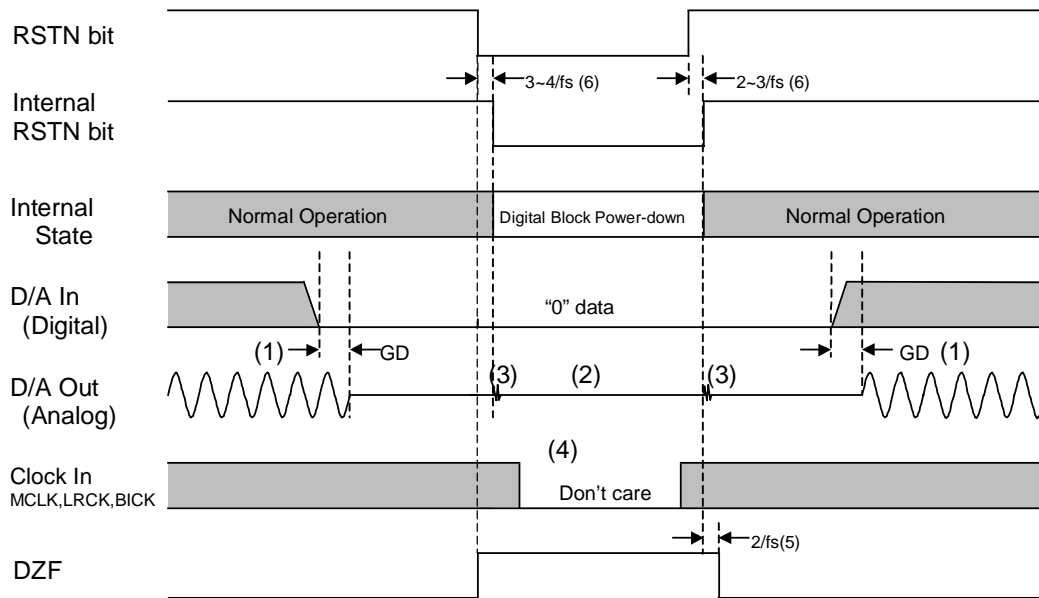 RSTN bit
3~4/fs (6)
2~3/fs (6)
Internal
RSTN bit
Internal
State
Normal Operation
Digital Block Power-down
Normal Operation
D/A In
(Digital)
“0” data
(1)
GD
GD
(1)
D/A Out
(Analog)
(3)
(2)
(3)
(4)
Clock In
MCLK,LRCK,BICK
Don’t care
2/fs(5)
DZF